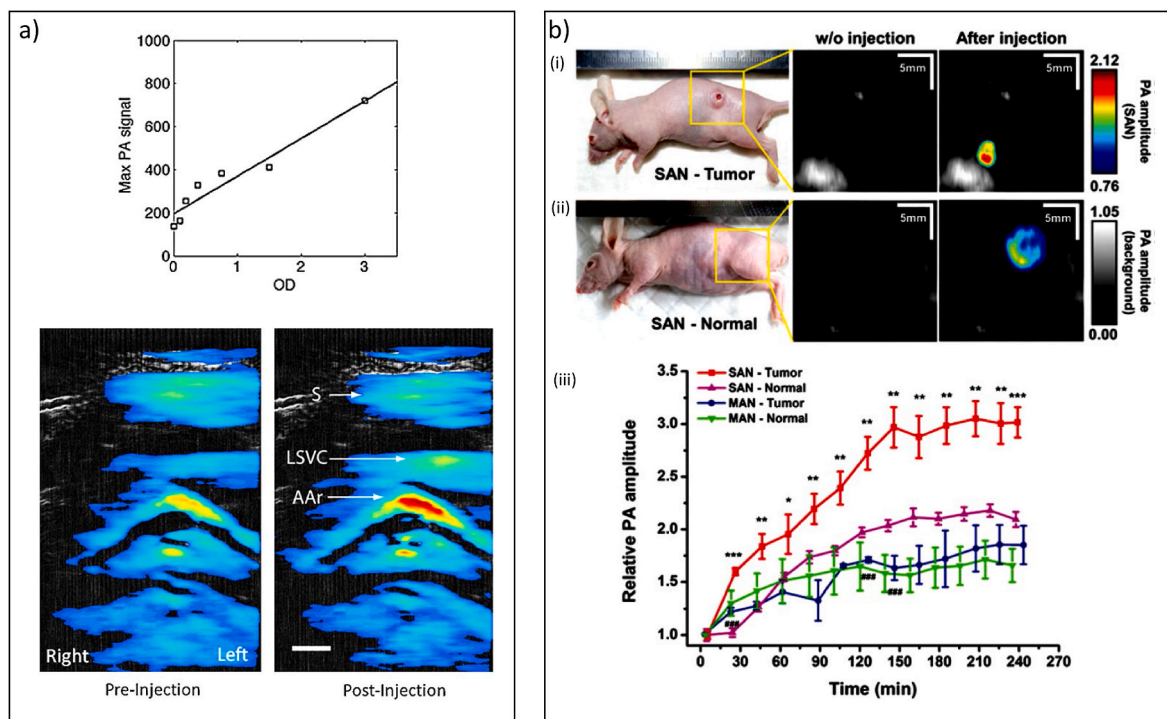 a)
1000
800
600
400
200
0
Max PA signal
0 1 2 3
OD
S
LSVC
AAr
Right Left
Pre-Injection Post-Injection
b)
w/o injection After injection
(i)
5mm 5mm
SAN - Tumor
2.12
PA amplitude
(SAN)
0.76
(ii)
5mm 5mm
SAN - Normal
1.05
PA amplitude
(background)
0.00
(iii)
3.5
3.0
2.5
2.0
1.5
1.0
Relative PA amplitude
SAN - Tumor
SAN - Normal
MAN - Tumor
MAN - Normal
*** ** * ** ** ** ** ** ** ** ** ***
### ### ###
0 30 60 90 120 150 180 210 240 270
Time (min)